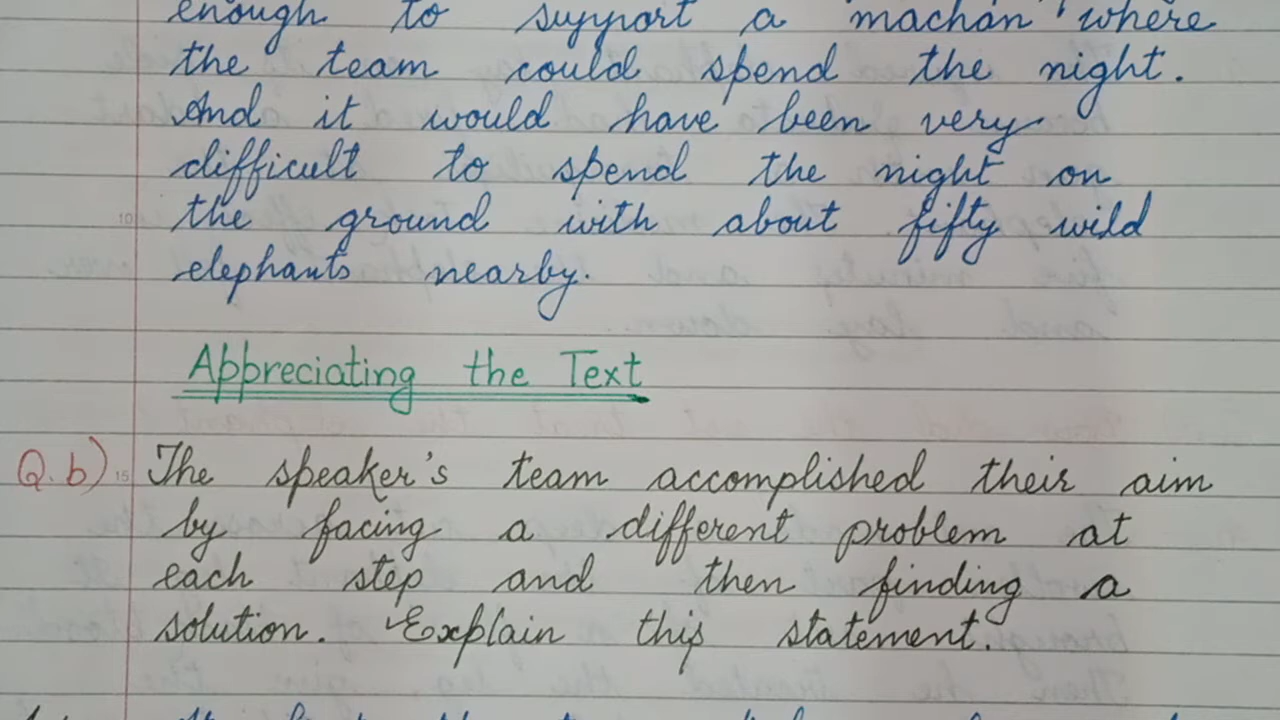 enough to support a machan where
the team could spend the night.
And it would have been very
difficult to spend the night on
10 the ground with about fifty wild
elephants nearby.
Appreciating the Text
Q.b) 15 The speaker's team accomplished their aim
by facing a different problem at
each step and then finding a
solution. Explain this statement.